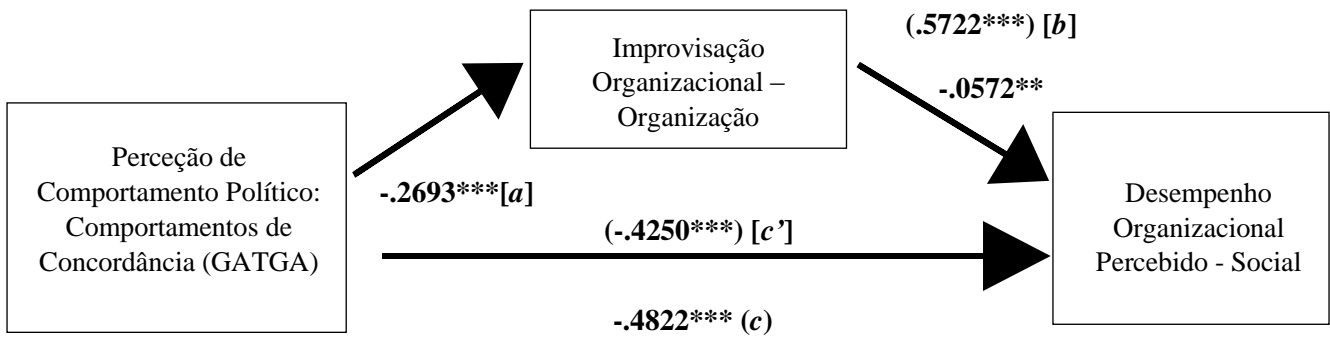 (.5722***) [b]
Improvisação
Organizacional –
Organização
-.0572**
Perceção de
Comportamento Político:
Comportamentos de
Concordância (GATGA)
-.2693***[a]
Desempenho
Organizacional
Percebido - Social
(-.4250***) [c’]
-.4822*** (c)